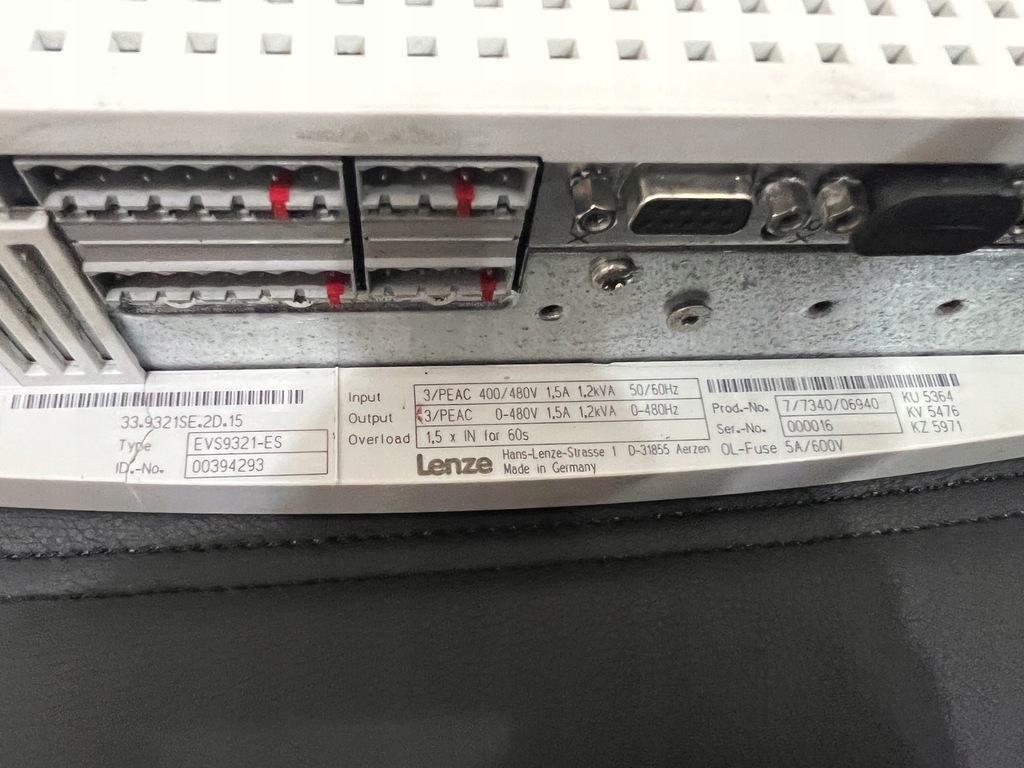 33.9321SE.2D.15
Type EVS9321-ES
ID.-No. 00394293
Input 3/PEAC 400/480V 1,5A 1,2kVA 50/60Hz
Output 3/PEAC 0-480V 1,5A 1,2kVA 0-480Hz
Overload 1,5 x IN for 60s
Lenze
Hans-Lenze-Strasse 1 D-31855 Aerzen
Made in Germany
Prod.-No. 7/7340/06940
Ser.-No. 000016
OL-Fuse 5A/600V
KU 5364
KV 5476
KZ 5971